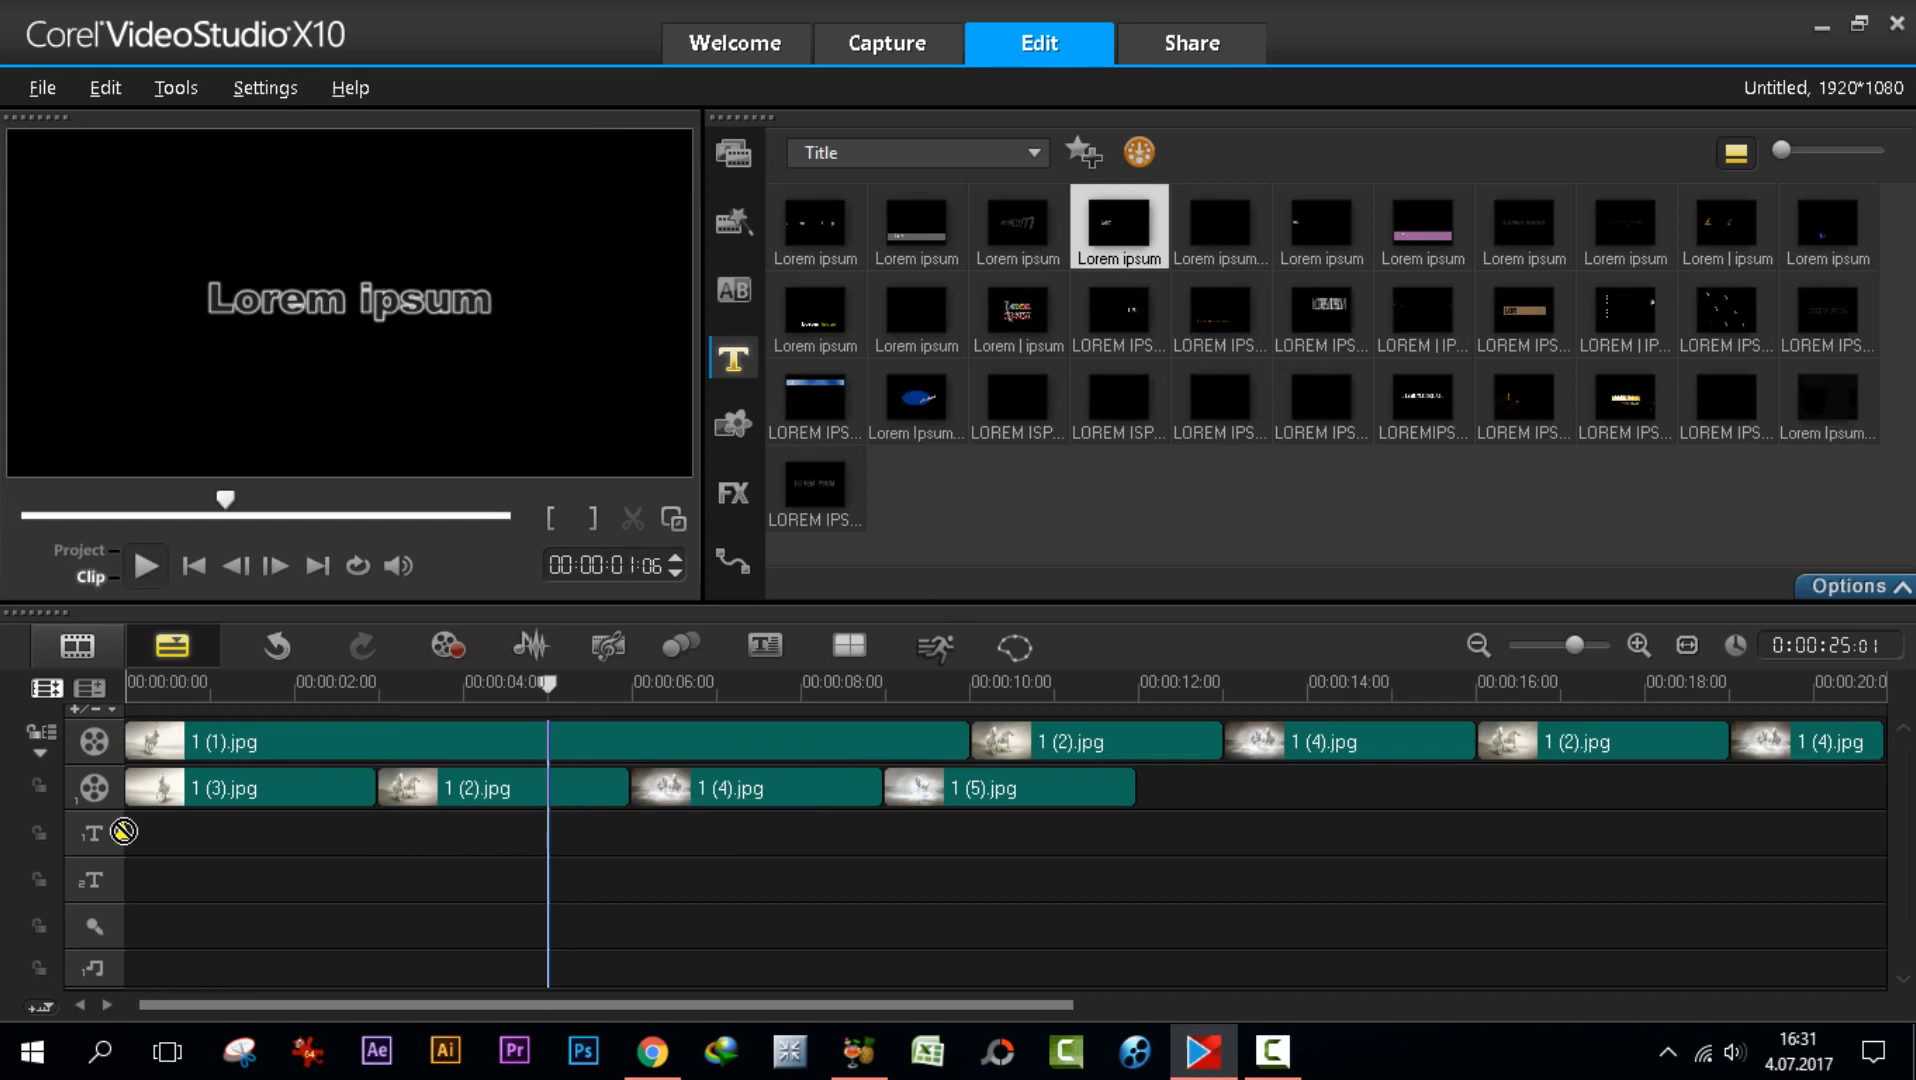 Corel VideoStudio X10
Welcome
Capture
Edit
Share
File
Edit
Tools
Settings
Help
Untitled, 1920*1080
Lorem ipsum
Title
AB
T
FX
Lorem ipsum
Lorem ipsum
Lorem ipsum
Lorem ipsum
Lorem ipsum...
Lorem ipsum
Lorem ipsum
Lorem ipsum
Lorem ipsum
Lorem | ipsum
Lorem ipsum
Lorem ipsum
Lorem ipsum
Lorem | ipsum
LOREM IPS...
LOREM IPS...
LOREM IPS...
LOREM | IP...
LOREM IPS...
LOREM | IP...
LOREM IPS...
LOREM IPS...
LOREM IPS...
Lorem Ipsum...
LOREM ISP...
LOREM ISP...
LOREM IPS...
LOREM IPS...
LOREMIPS...
LOREM IPS...
LOREM IPS...
LOREM IPS...
Lorem Ipsum...
LOREM IPS...
[ ]
Project
Clip
00:00:01:06
Options
0:00:25:01
00:00:00:00
00:00:02:00
00:00:04:0
00:00:06:00
00:00:08:00
00:00:10:00
00:00:12:00
00:00:14:00
00:00:16:00
00:00:18:00
00:00:20:0
1 (1).jpg
1 (2).jpg
1 (4).jpg
1 (2).jpg
1 (4).jpg
1
1 (3).jpg
1 (2).jpg
1 (4).jpg
1 (5).jpg
1T
2T
1
Ae
Ai
Pr
Ps
C
C
16:31
4.07.2017